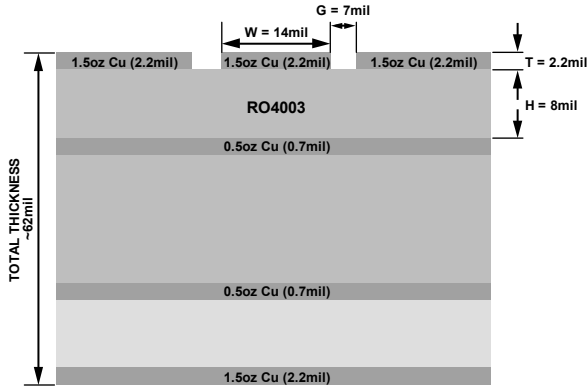 G = 7mil
W = 14mil
1.5oz Cu (2.2mil) 1.5oz Cu (2.2mil) 1.5oz Cu (2.2mil)
T = 2.2mil
RO4003
H = 8mil
0.5oz Cu (0.7mil)
TOTAL THICKNESS
~62mil
0.5oz Cu (0.7mil)
1.5oz Cu (2.2mil)